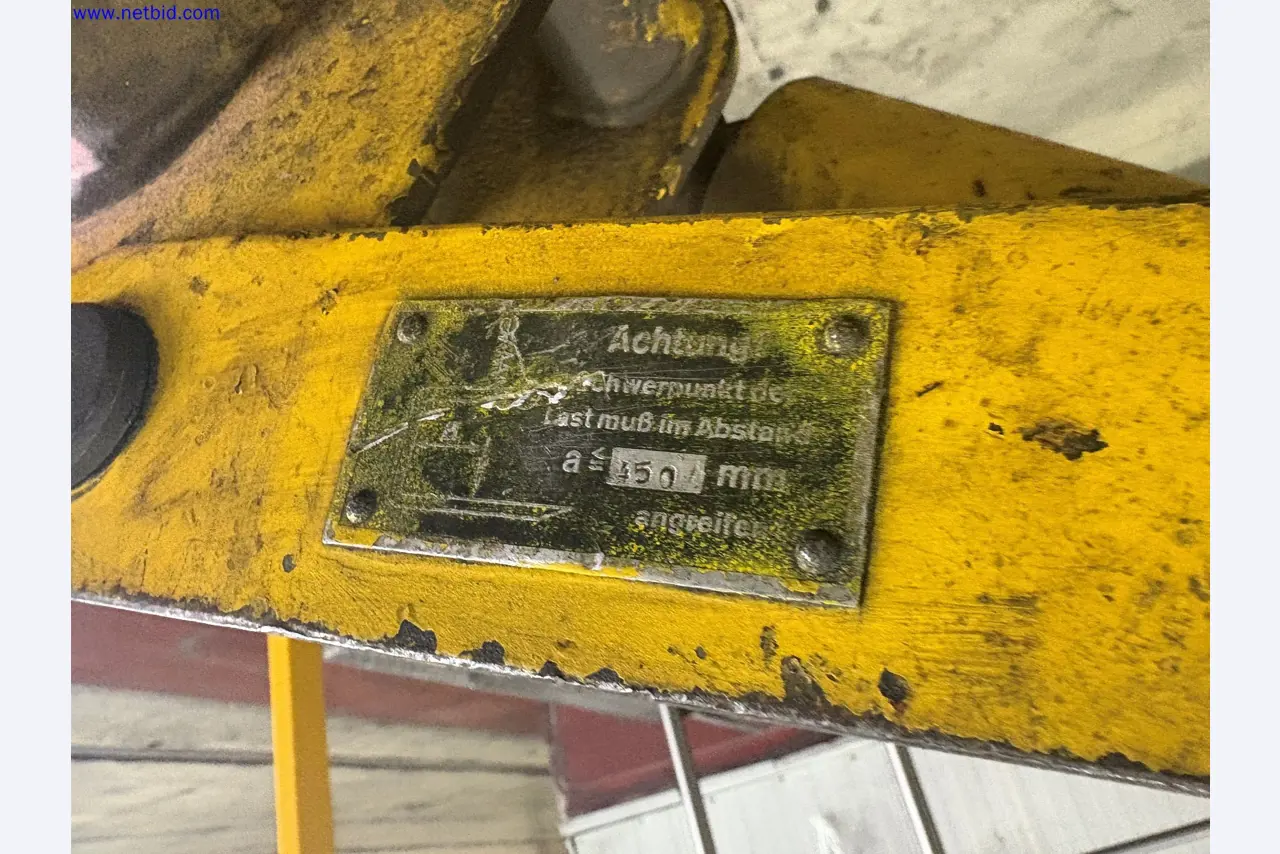 www.netbid.com
Achtung!
Schwerpunkt der
Last muß im Abstand
a ≤ 450 mm
angreifen
a